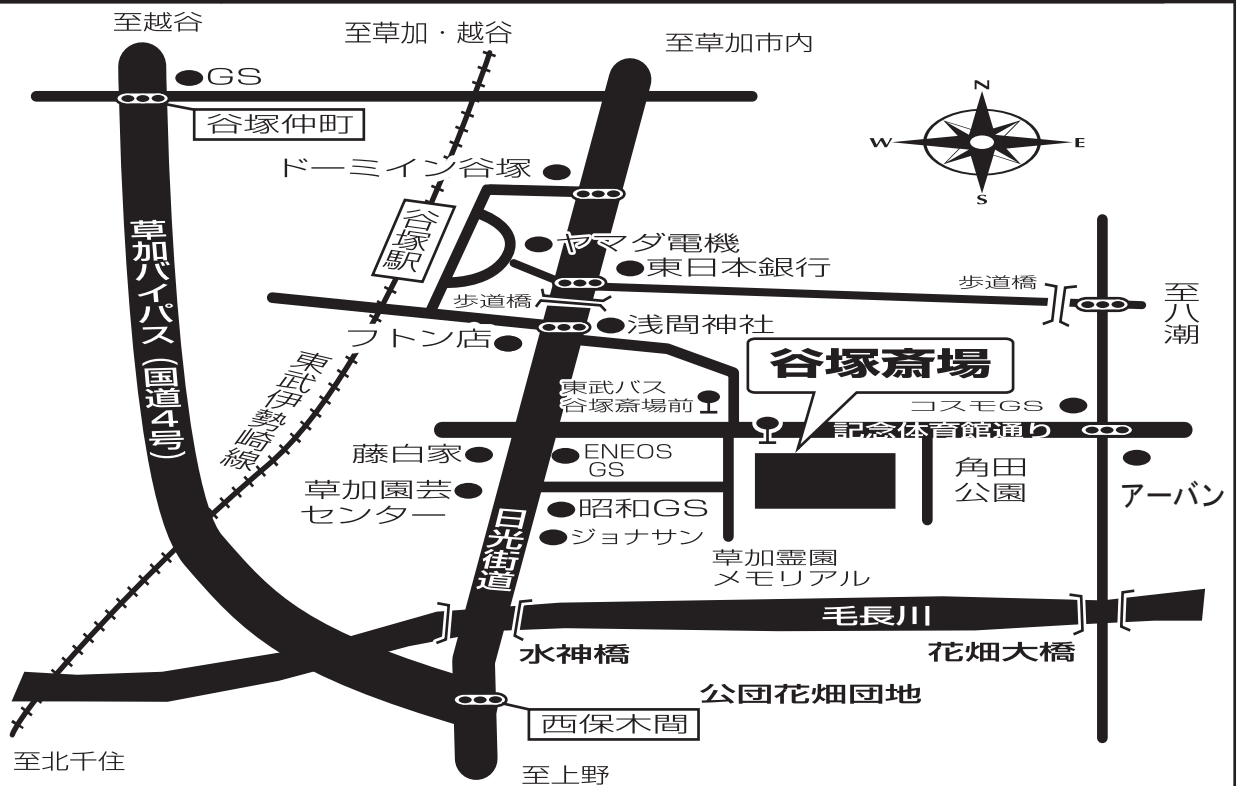 至越谷
至草加・越谷
至草加市内
GS
谷塚仲町
N
W
E
S
ドーミイン谷塚
谷塚駅
ヤマダ電機
東日本銀行
歩道橋
歩道橋
至八潮
浅間神社
フトン店
草加バイパス(国道4号)
東武伊勢崎線
谷塚斎場
東武バス
谷塚斎場前
コスモGS
記念体育館通り
藤白家
ENEOS
GS
角田
公園
アーバン
草加園芸
センター
昭和GS
ジョナサン
日光街道
草加霊園
メモリアル
毛長川
水神橋
花畑大橋
公団花畑団地
西保木間
至北千住
至上野